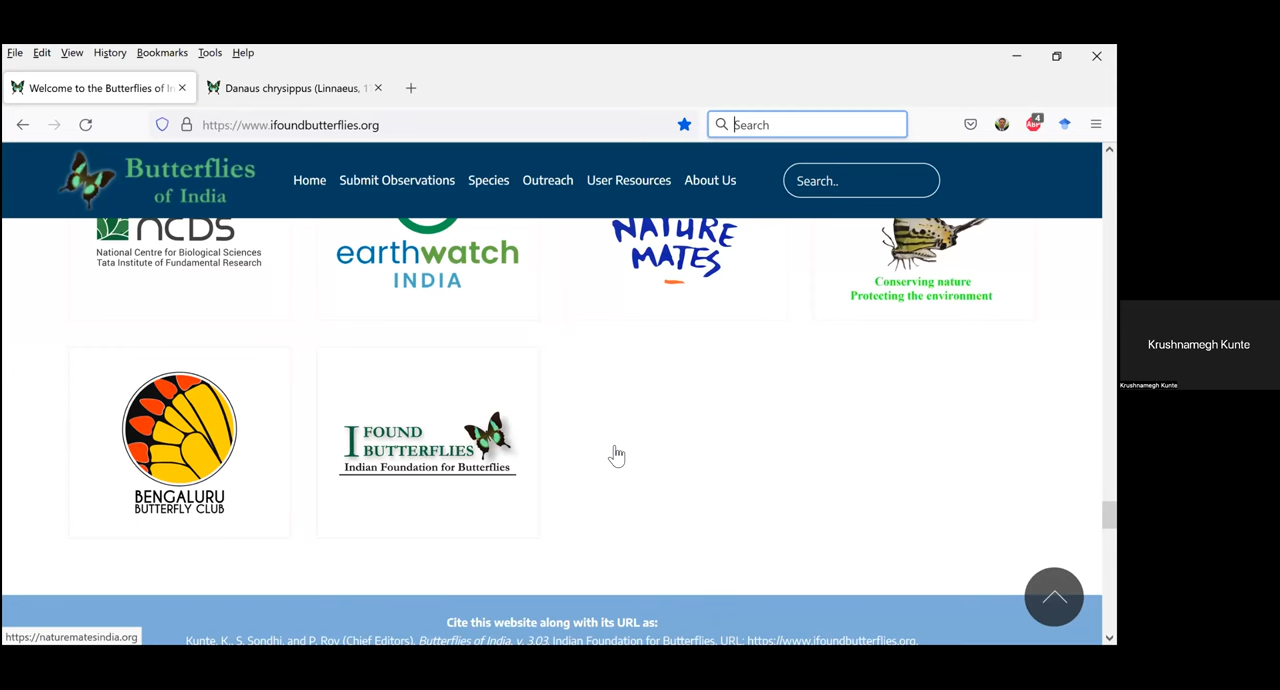 File Edit View History Bookmarks Tools Help
Welcome to the Butterflies of In
Danaus chrysippus (Linnaeus, 1
https://www.ifoundbutterflies.org
Search
4
Butterflies
of India
Home Submit Observations Species Outreach User Resources About Us
Search..
NCBS
National Centre for Biological Sciences
Tata Institute of Fundamental Research
earthwatch
INDIA
NATURE
MATES
Conserving nature
Protecting the environment
BENGALURU
BUTTERFLY CLUB
I FOUND
BUTTERFLIES
Indian Foundation for Butterflies
Cite this website along with its URL as:
Kunte, K., S. Sondhi, and P. Roy (Chief Editors). Butterflies of India, v. 3.03. Indian Foundation for Butterflies. URL: https://www.ifoundbutterflies.org.
https://naturematesindia.org
Krushnamegh Kunte
Krushnamegh Kunte